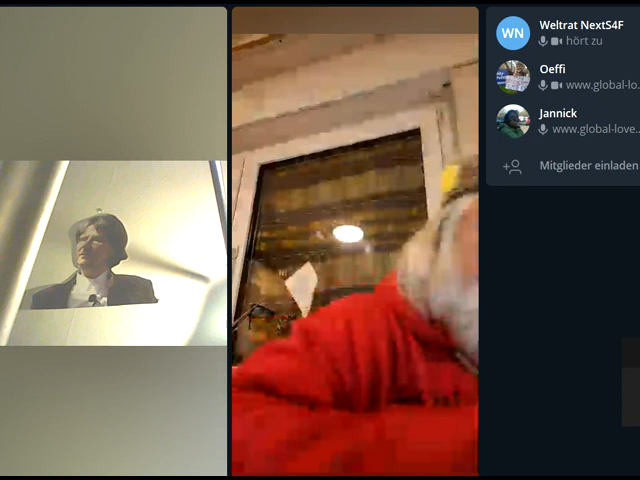 WN
Weltrat NextS4F
hört zu
Oeffi
www.global-lo...
Jannick
www.global-love...
Mitglieder einladen